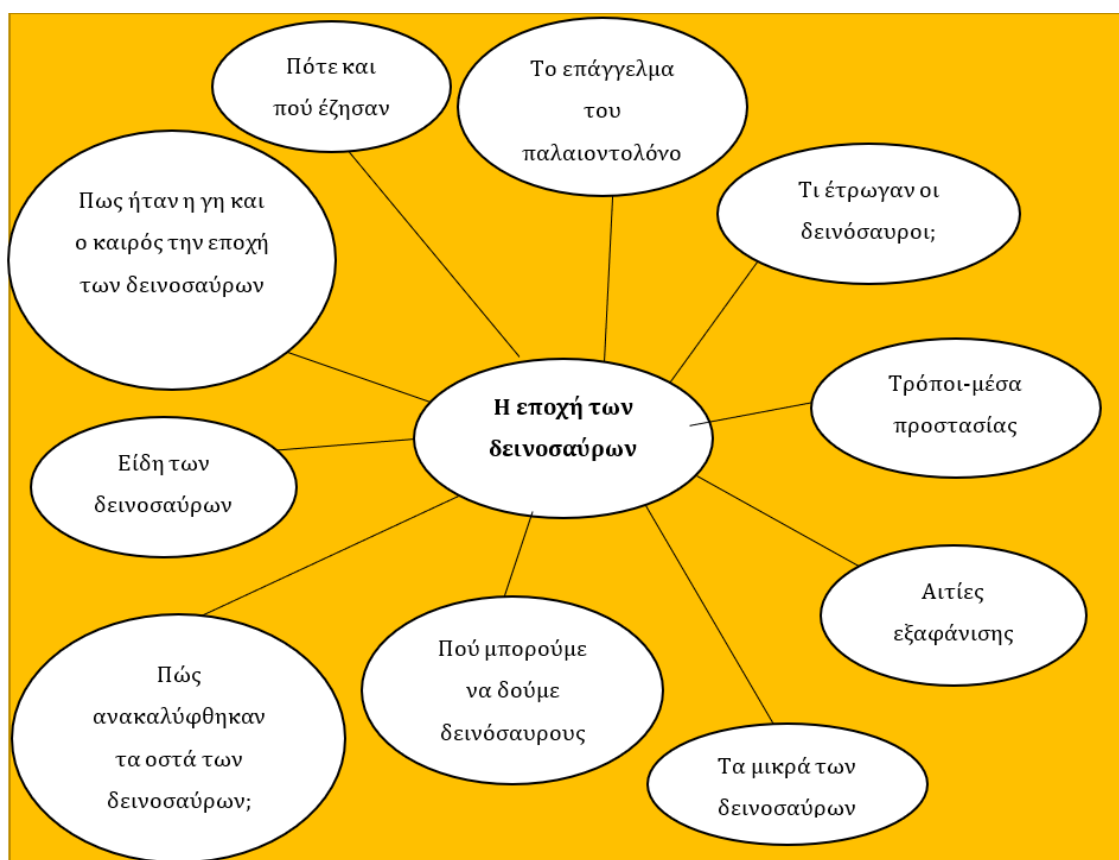 Πότε και
πού έζησαν
Το επάγγελμα
του
παλαιοντολόγο
Τι έτρωγαν οι
δεινόσαυροι;
Πως ήταν η γη και
ο καιρός την εποχή
των δεινοσαύρων
Η εποχή των
δεινοσαύρων
Τρόποι-μέσα
προστασίας
Είδη των
δεινοσαύρων
Αιτίες
εξαφάνισης
Πώς
ανακαλύφθηκαν
τα οστά των
δεινοσαύρων;
Πού μπορούμε
να δούμε
δεινόσαυρους
Τα μικρά των
δεινοσαύρων